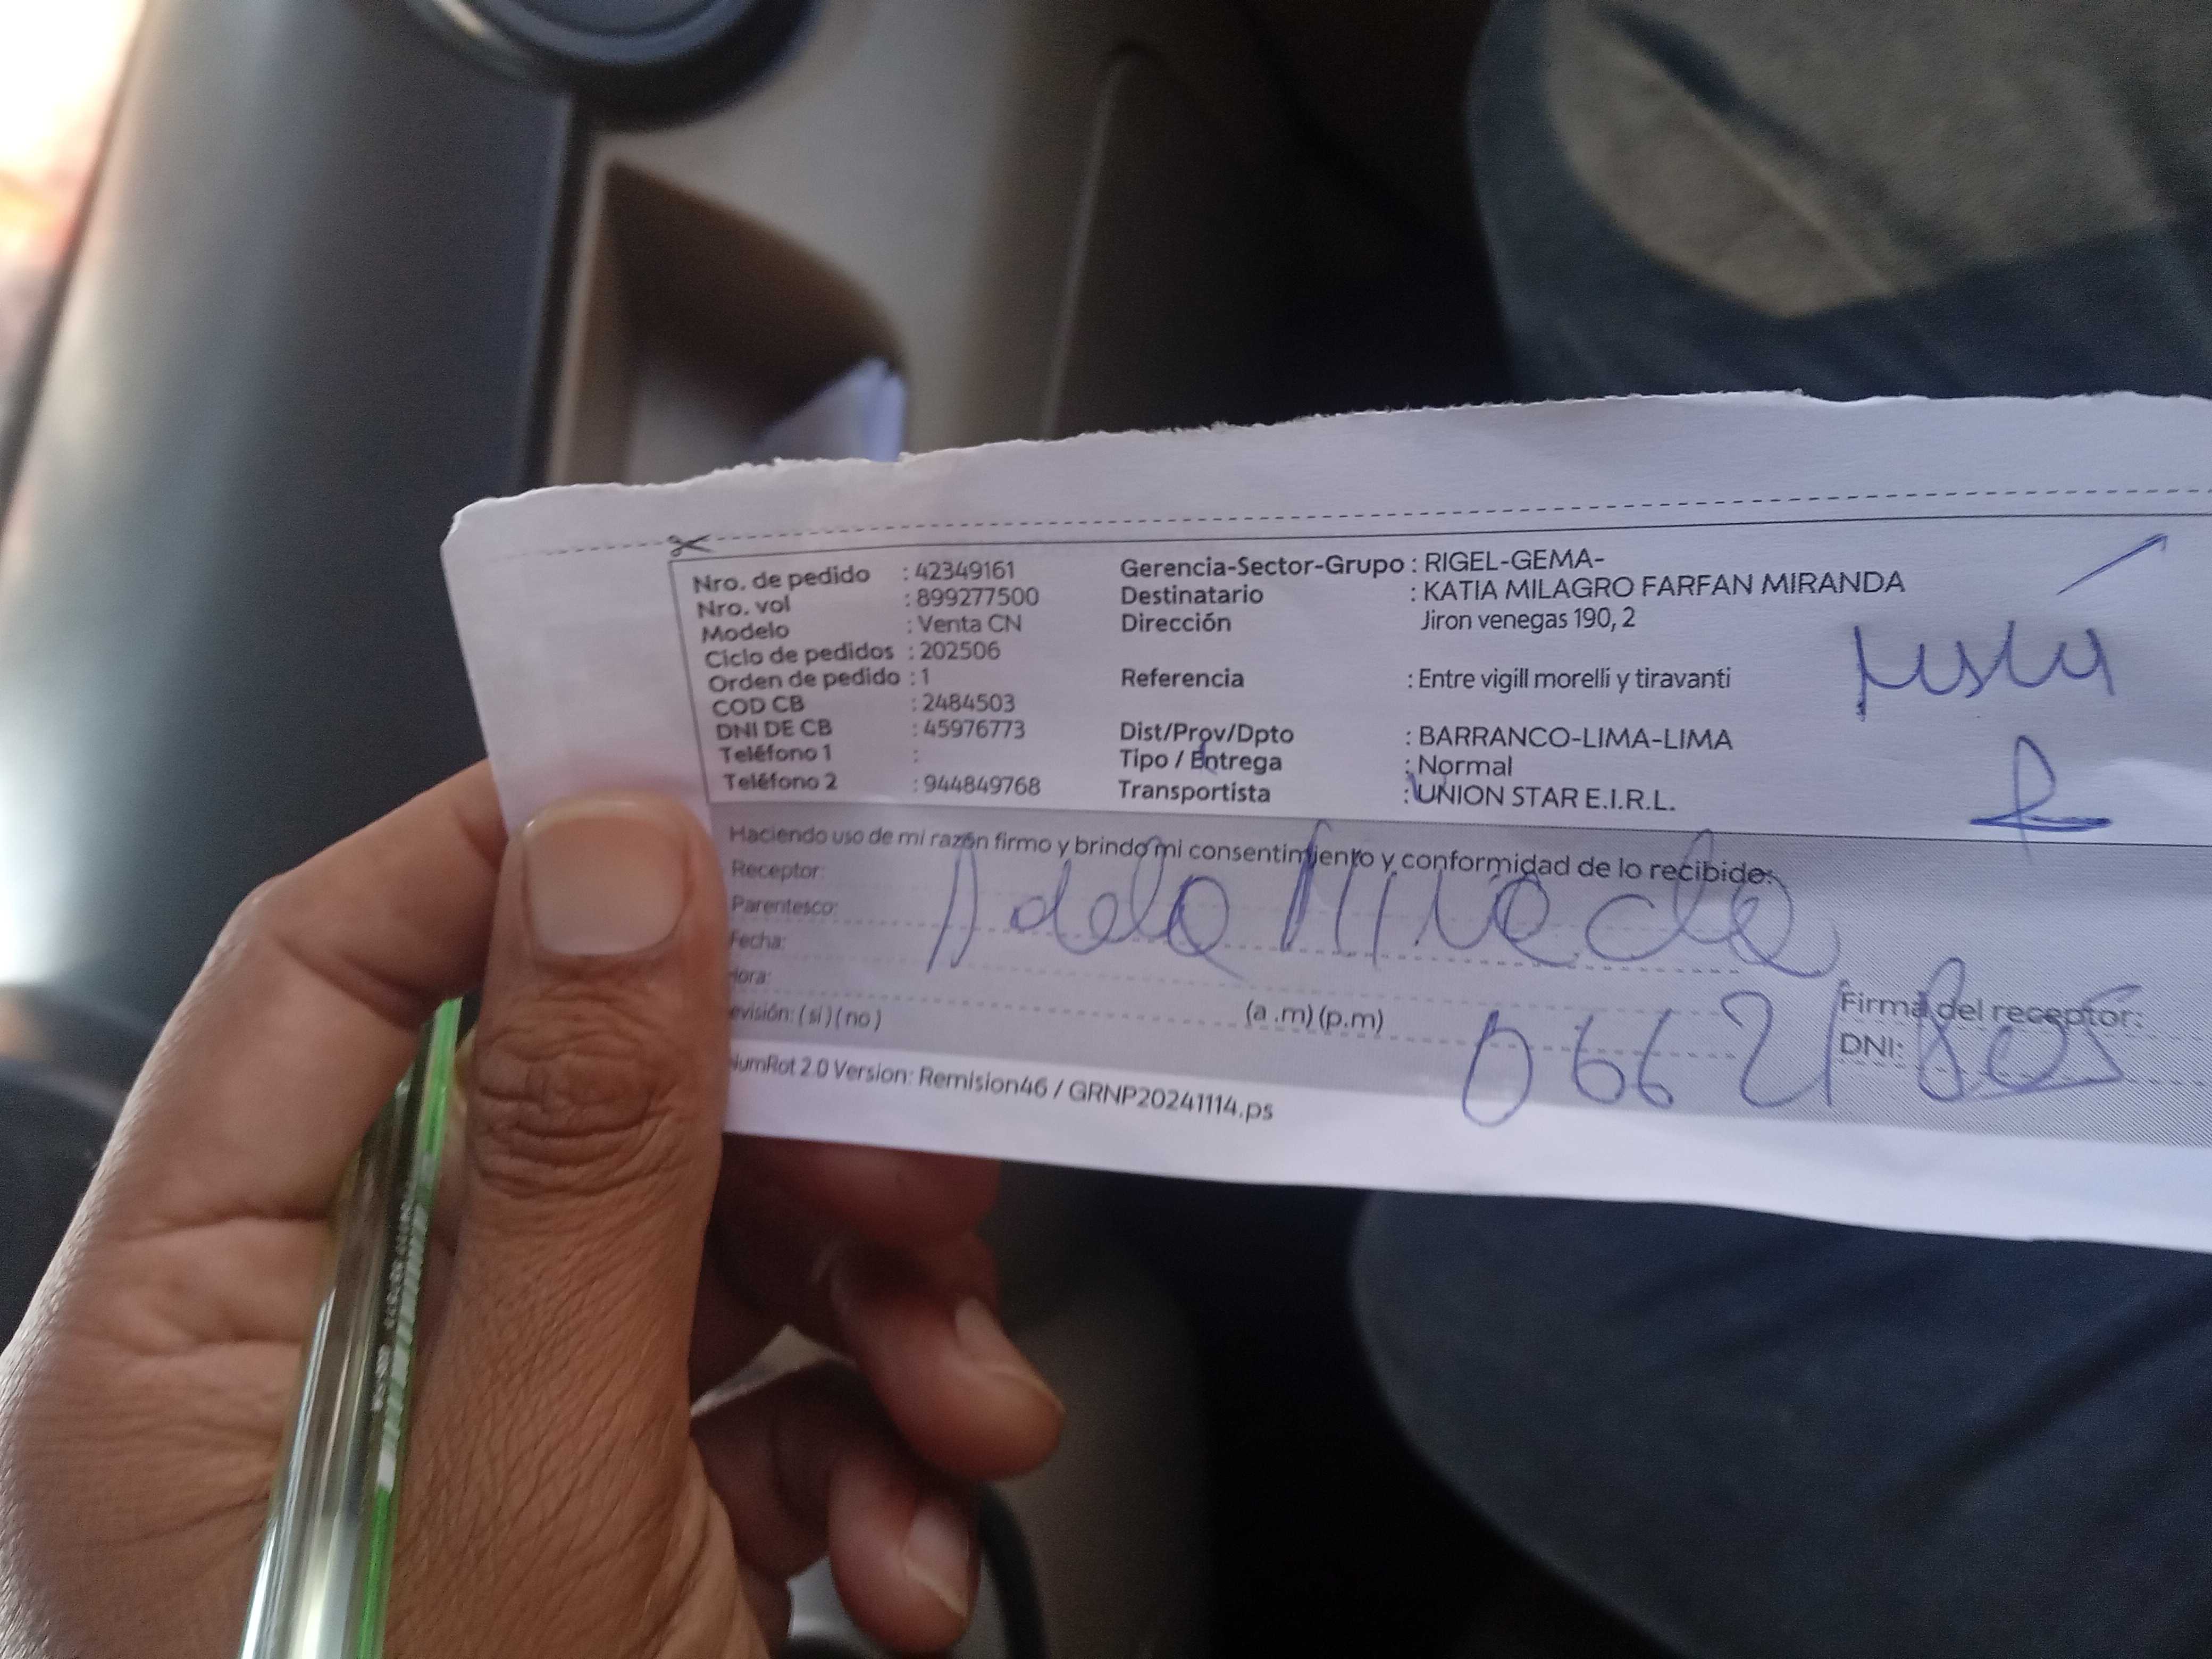 Nro. de pedido : 42349161
Nro. vol : 899277500
Modelo : Venta CN
Ciclo de pedidos : 202506
Orden de pedido : 1
COD CB : 2484503
DNI DE CB : 45976773
Teléfono 1 :
Teléfono 2 : 944849768
Gerencia-Sector-Grupo : RIGEL-GEMA-
Destinatario : KATIA MILAGRO FARFAN MIRANDA
Dirección Jiron venegas 190, 2
Referencia : Entre vigill morelli y tiravanti
Dist/Prov/Dpto : BARRANCO-LIMA-LIMA
Tipo / Entrega : Normal
Transportista : UNION STAR E.I.R.L.
Haciendo uso de mi razón firmo y brindo mi consentimiento y conformidad de lo recibido:
Receptor:
Parentesco:
Adela
Fecha:
Hora:
(a .m) (p.m)
evisión: ( si ) ( no )
Firma del receptor:
DNI: 06621805
NumRot 2.0 Version: Remision46 / GRNP20241114.ps